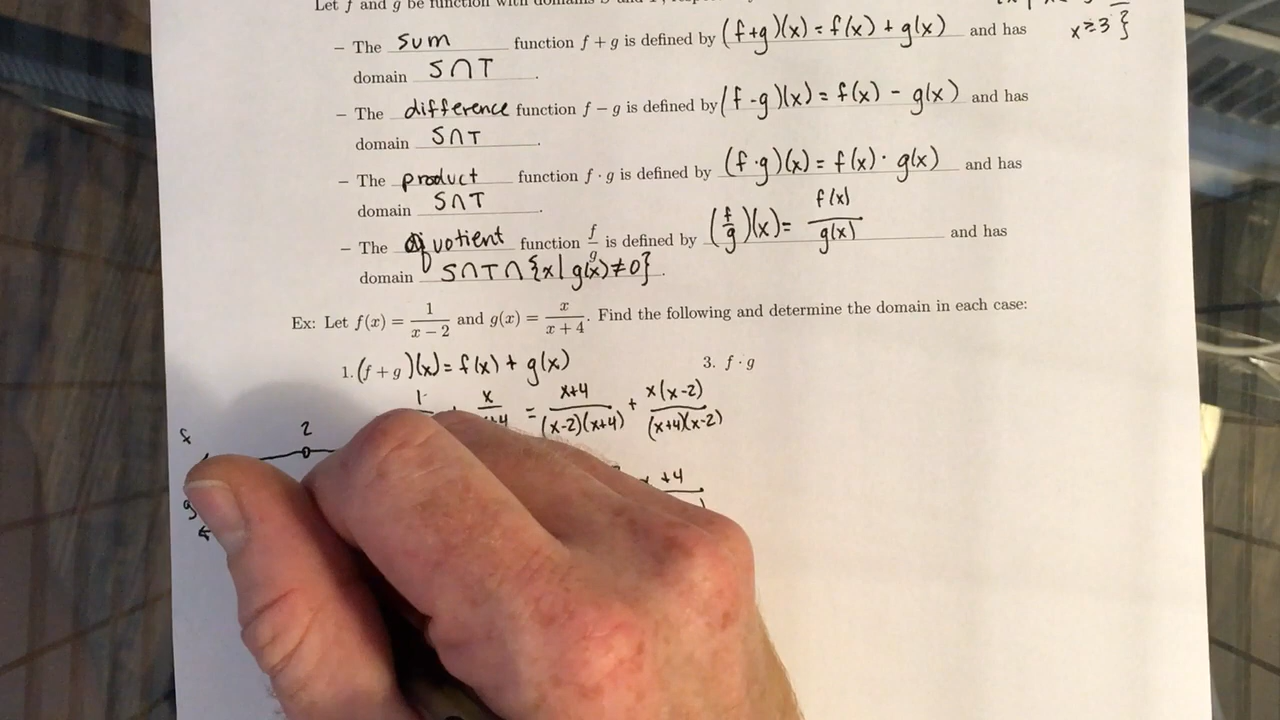 Let f and g be function with domains S and T,
x≥3}
– The sum function f + g is defined by (f+g)(x) = f(x) + g(x) and has
domain S∩T.
– The difference function f − g is defined by (f-g)(x) = f(x) - g(x) and has
domain S∩T.
– The product function f · g is defined by (f·g)(x) = f(x)· g(x) and has
domain S∩T.
– The quotient function f/g is defined by (f/g)(x) = f(x)/g(x) and has
domain S∩T∩{x| g(x)≠0}.
Ex: Let f(x) = 1/(x − 2) and g(x) = x/(x + 4). Find the following and determine the domain in each case:
1. (f+g)(x) = f(x) + g(x)
3. f · g
1 + x = x+4/(x-2)(x+4) + x(x-2)/(x+4)(x-2)
f 2
+4
g